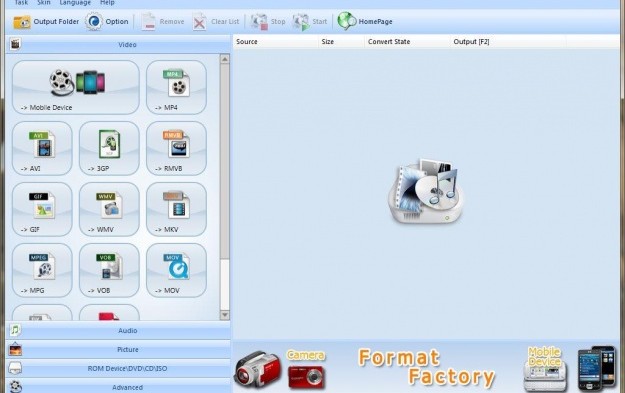 Task Skin Language Help
Output Folder Option Remove Clear List Stop Start HomePage
Video
Source Size Convert State Output [F2]
MP4
-> Mobile Device -> MP4
AVI RMVB
-> AVI -> 3GP -> RMVB
GIF WMV
-> GIF -> WMV -> MKV
MPEG VOB MOV
-> MPG -> VOB -> MOV
Audio
Picture
ROM Device\DVD\CD\ISO
Advanced
Camera
Format
Factory
Mobile
Device